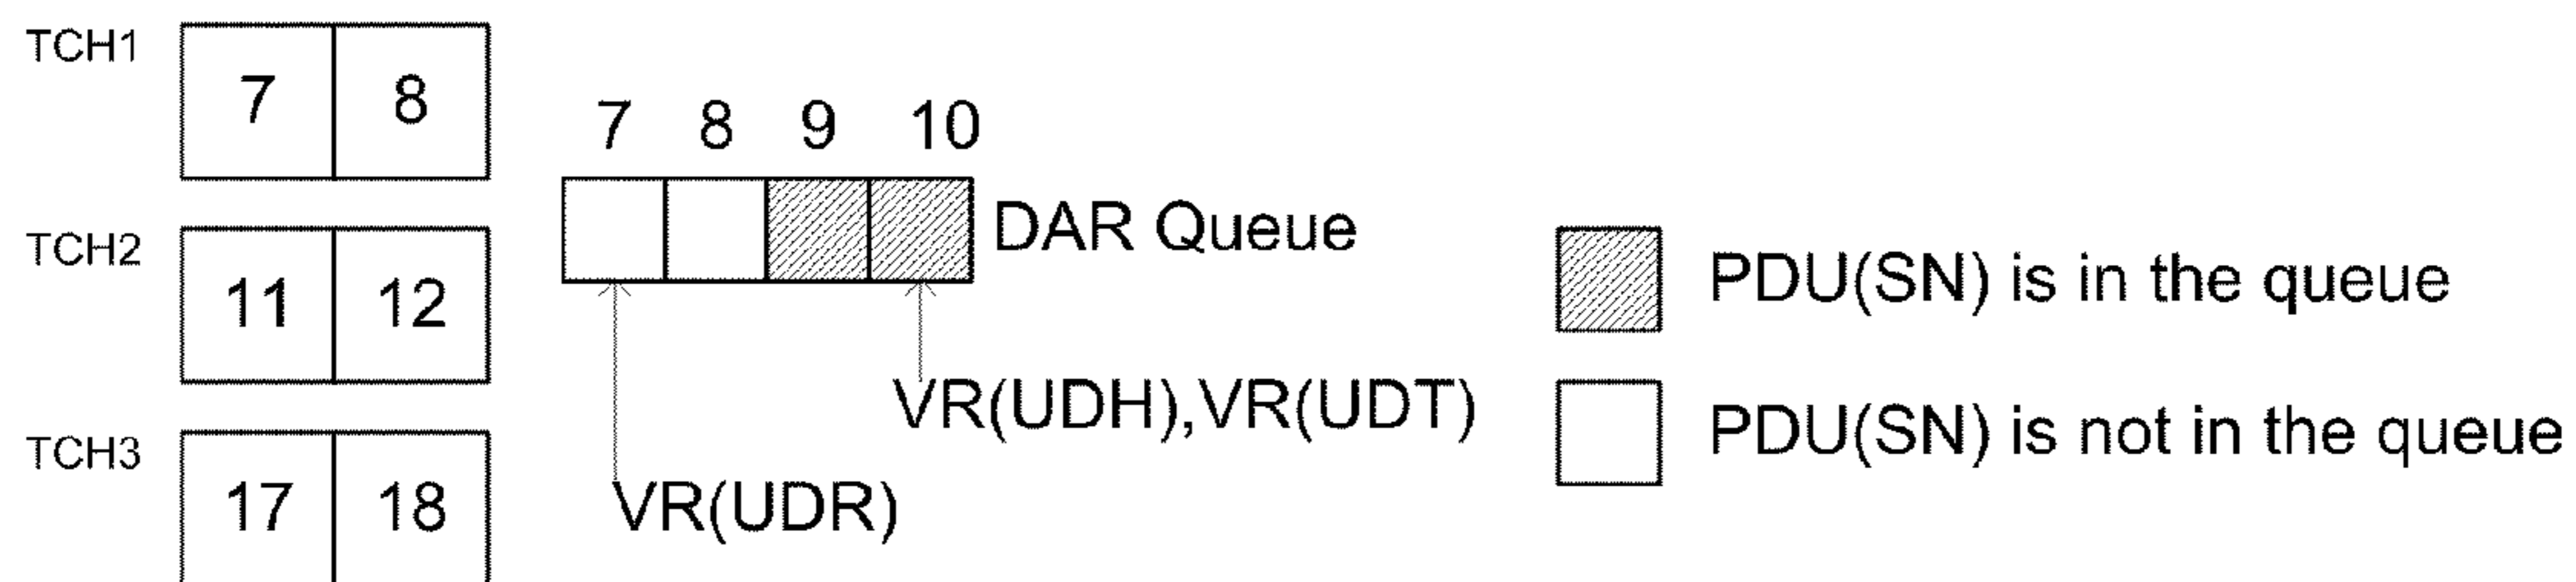 TCH1
7 8
TCH2
11 12
TCH3
17 18
7 8 9 10
DAR Queue
VR(UDH),VR(UDT)
VR(UDR)
PDU(SN) is in the queue
PDU(SN) is not in the queue